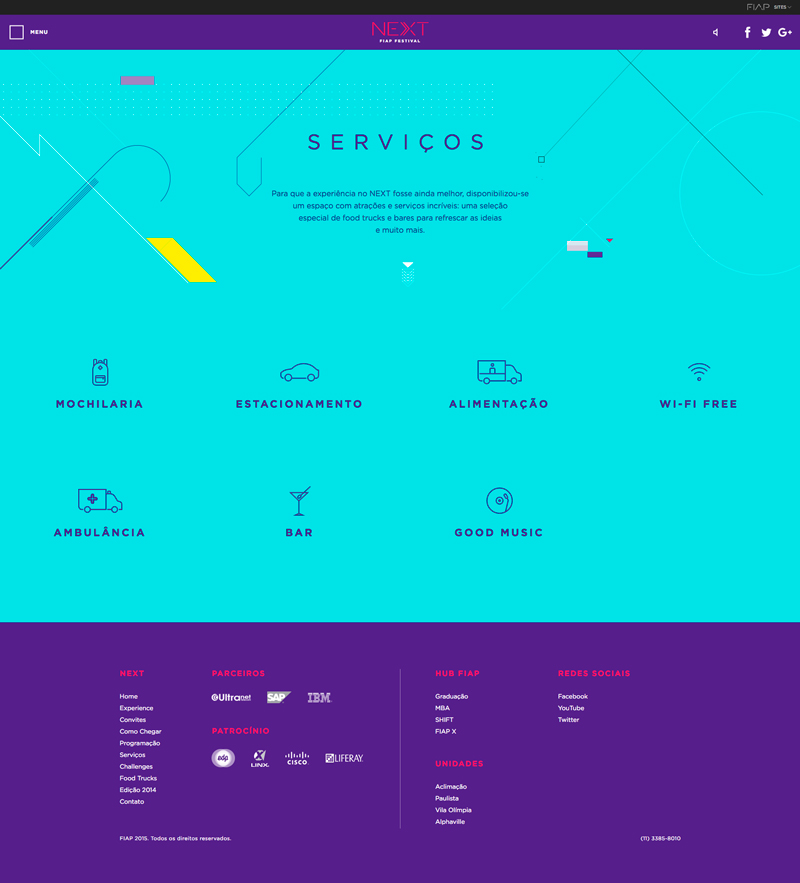 FIAP SITES
MENU
NEXT
FIAP FESTIVAL
G+
SERVIÇOS
Para que a experiência no NEXT fosse ainda melhor, disponibilizou-se
um espaço com atrações e serviços incríveis: uma seleção
especial de food trucks e bares para refrescar as ideias
e muito mais.
MOCHILARIA
ESTACIONAMENTO
ALIMENTAÇÃO
WI-FI FREE
AMBULÂNCIA
BAR
GOOD MUSIC
NEXT
Home
Experience
Convites
Como Chegar
Programação
Serviços
Challenges
Food Trucks
Edição 2014
Contato
PARCEIROS
@Ultranet
SAP
IBM
PATROCÍNIO
edp
LINX
CISCO
LIFERAY.
HUB FIAP
Graduação
MBA
SHIFT
FIAP X
UNIDADES
Aclimação
Paulista
Vila Olímpia
Alphaville
REDES SOCIAIS
Facebook
YouTube
Twitter
FIAP 2015. Todos os direitos reservados.
(11) 3385-8010